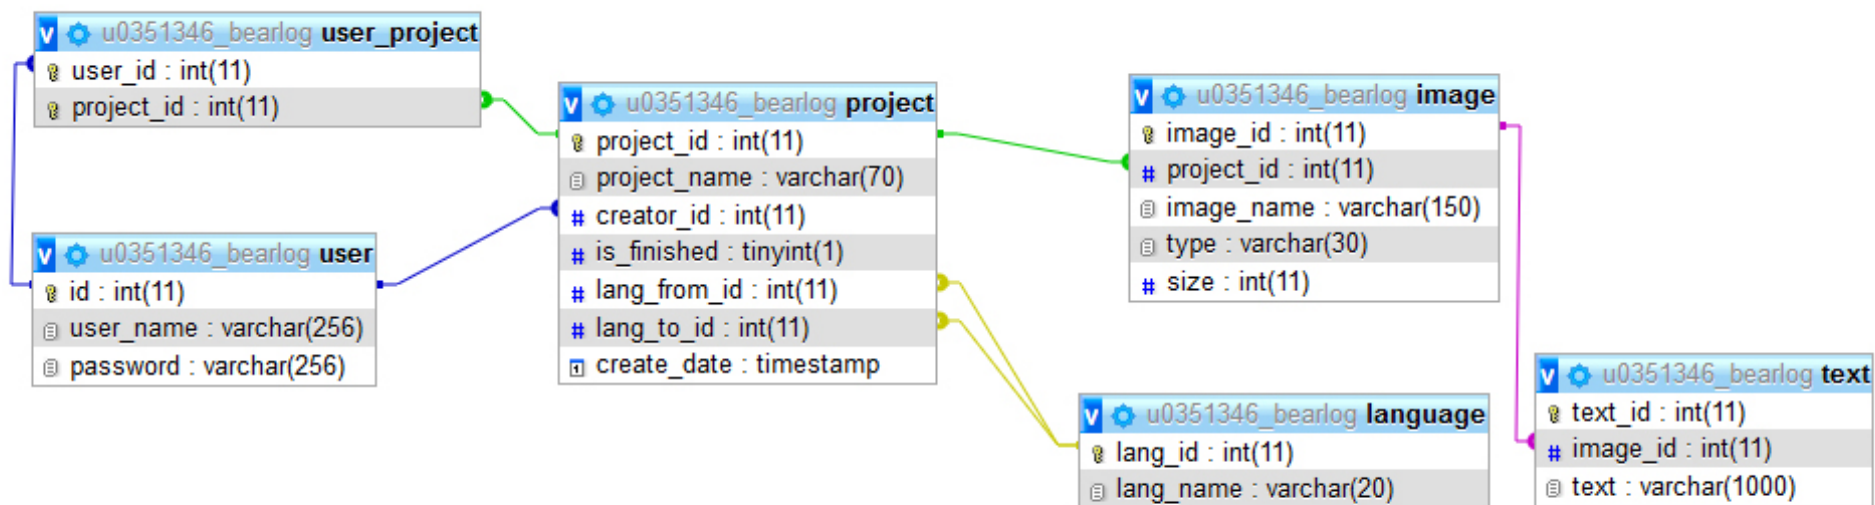 u0351346_bearlog user_project
user_id : int(11)
project_id : int(11)
u0351346_bearlog user
id : int(11)
user_name : varchar(256)
password : varchar(256)
u0351346_bearlog project
project_id : int(11)
project_name : varchar(70)
creator_id : int(11)
is_finished : tinyint(1)
lang_from_id : int(11)
lang_to_id : int(11)
create_date : timestamp
u0351346_bearlog image
image_id : int(11)
project_id : int(11)
image_name : varchar(150)
type : varchar(30)
size : int(11)
u0351346_bearlog language
lang_id : int(11)
lang_name : varchar(20)
u0351346_bearlog text
text_id : int(11)
image_id : int(11)
text : varchar(1000)